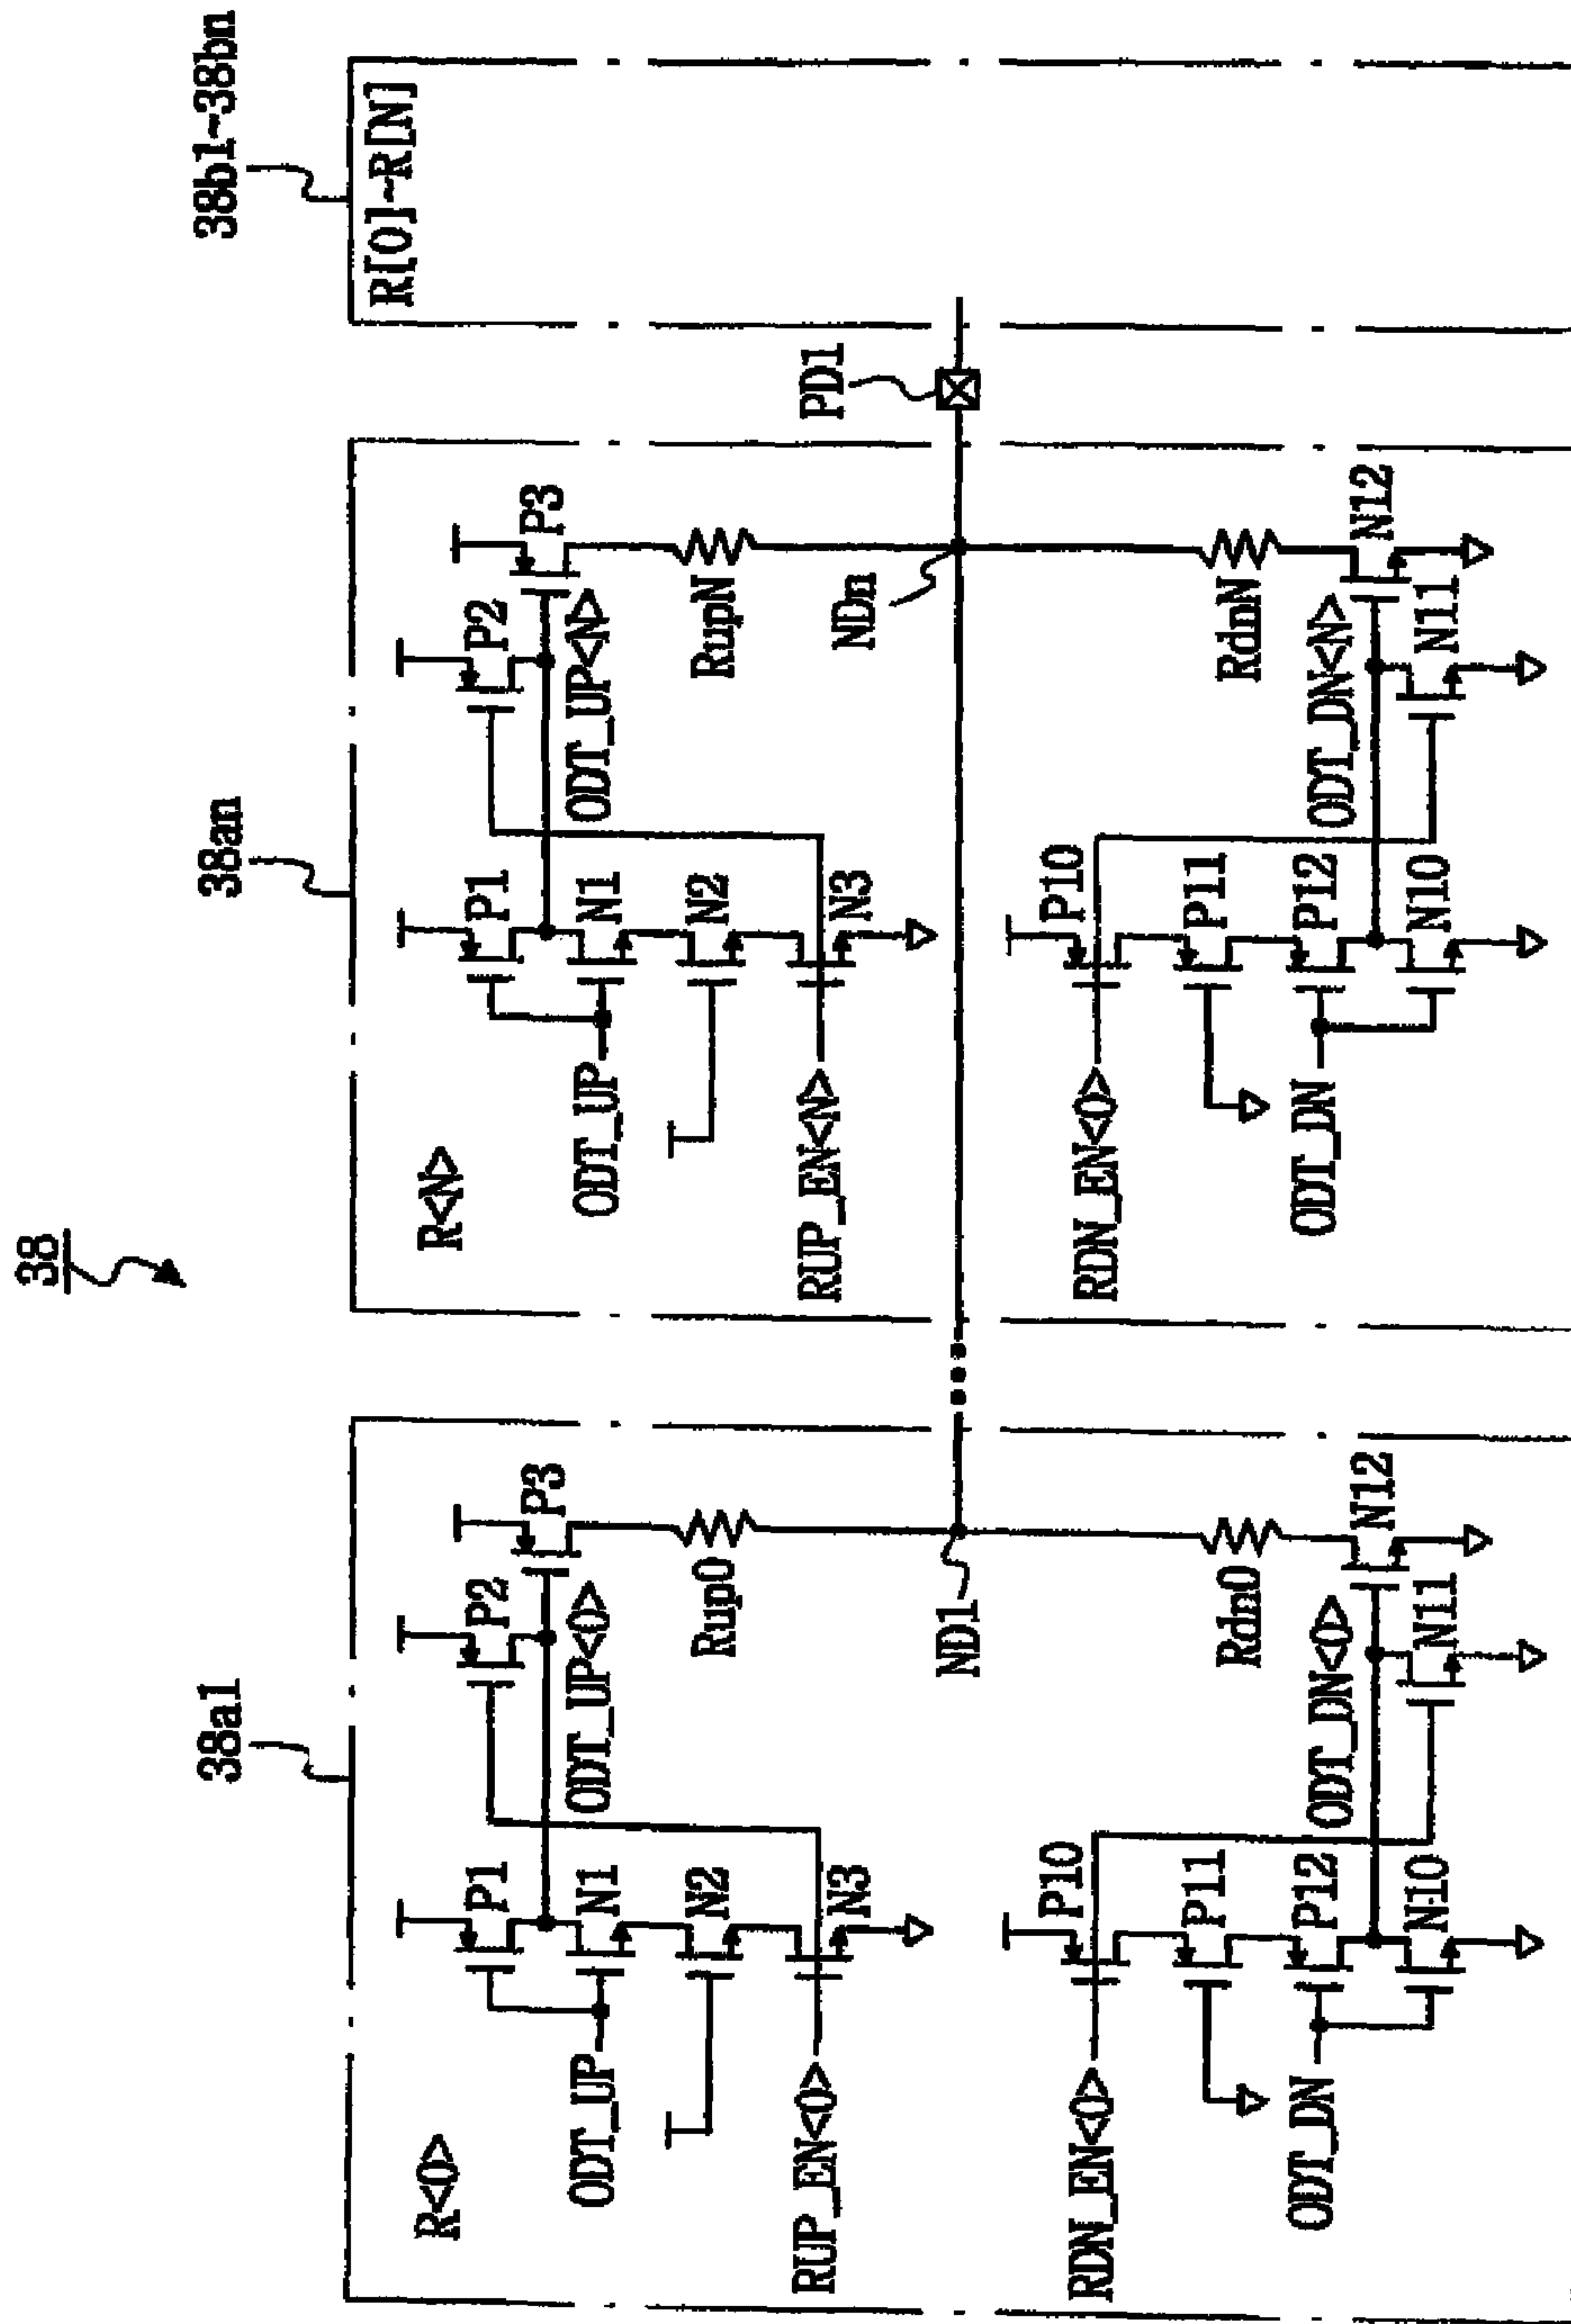 38
38a1
38an
38b1~38bn
R<0>
P1
P2
P3
ODT_UP
N1
ODT_UP<0>
N2
Rup0
RUP_EN<0>
N3
ND1
RDN_EN<0>
P10
P11
Rdn0
ODT_DN
P12
ODT_DN<0>
N10
N11
N12
R<N>
P1
P2
P3
ODT_UP
N1
ODT_UP<N>
N2
RupN
RUP_EN<N>
N3
NDn
PD1
RDN_EN<0>
P10
P11
RdnN
ODT_DN
P12
ODT_DN<N>
N10
N11
N12
R[0]~R[N]